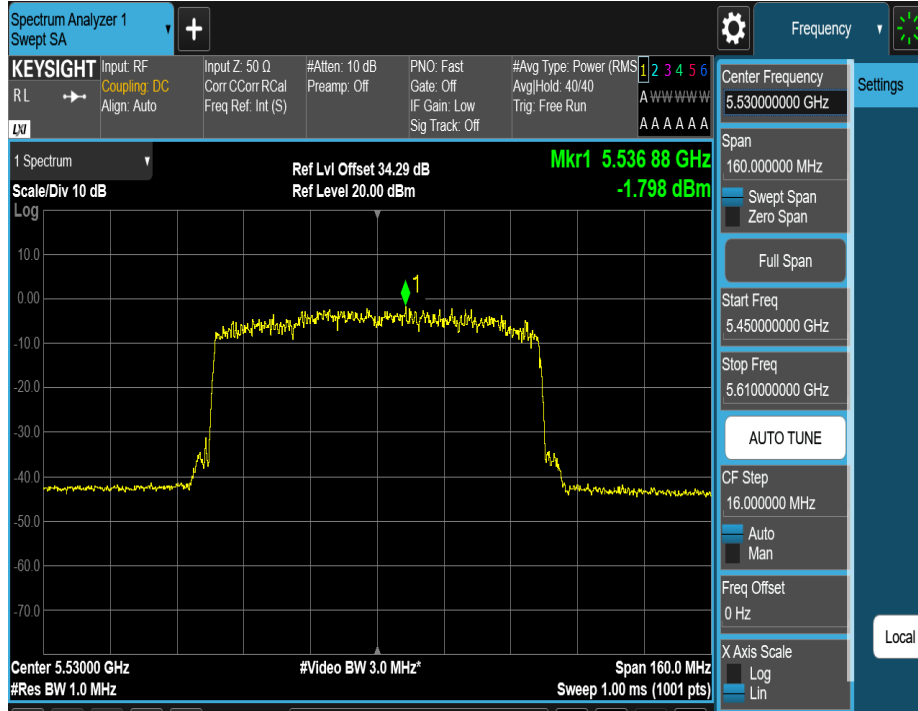 Spectrum Analyzer 1
Swept SA
+
Frequency
KEYSIGHT
R L
LXI
Input: RF
Coupling: DC
Align: Auto
Input Z: 50 Ω
Corr CCorr RCal
Freq Ref: Int (S)
#Atten: 10 dB
Preamp: Off
PNO: Fast
Gate: Off
IF Gain: Low
Sig Track: Off
#Avg Type: Power (RMS
Avg|Hold: 40/40
Trig: Free Run
1 2 3 4 5 6
A W W W W W
A A A A A A
1 Spectrum
Scale/Div 10 dB
Log
Ref Lvl Offset 34.29 dB
Ref Level 20.00 dBm
Mkr1 5.536 88 GHz
-1.798 dBm
1
10.0
0.00
-10.0
-20.0
-30.0
-40.0
-50.0
-60.0
-70.0
Center 5.53000 GHz
#Res BW 1.0 MHz
#Video BW 3.0 MHz*
Span 160.0 MHz
Sweep 1.00 ms (1001 pts)
Center Frequency
5.530000000 GHz
Span
160.000000 MHz
Swept Span
Zero Span
Full Span
Start Freq
5.450000000 GHz
Stop Freq
5.610000000 GHz
AUTO TUNE
CF Step
16.000000 MHz
Auto
Man
Freq Offset
0 Hz
X Axis Scale
Log
Lin
Settings
Local